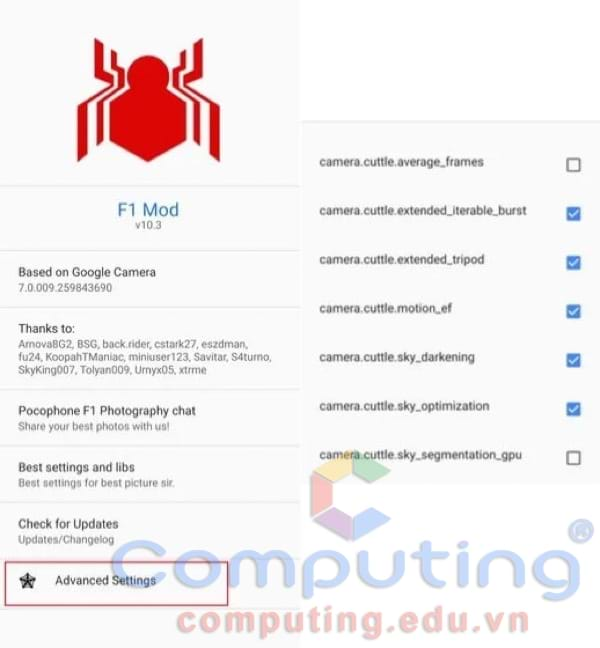 F1 Mod
v10.3
Based on Google Camera
7.0.009.259843690
Thanks to:
Arnova8G2, BSG, back.rider, cstark27, eszdman,
fu24, KoopahTManiac, miniuser123, Savitar, S4turno,
SkyKing007, Tolyan009, Urnyx05, xtrme
Pocophone F1 Photography chat
Share your best photos with us!
Best settings and libs
Best settings for best picture sir.
Check for Updates
Updates/Changelog
Advanced Settings
camera.cuttle.average_frames
camera.cuttle.extended_iterable_burst
camera.cuttle.extended_tripod
camera.cuttle.motion_ef
camera.cuttle.sky_darkening
camera.cuttle.sky_optimization
camera.cuttle.sky_segmentation_gpu
Computing®
computing.edu.vn